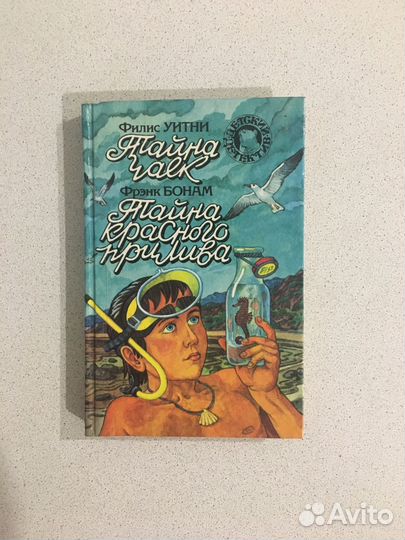 Филис УИТНИ
Тайна
чаек
Фрэнк БОНАМ
Тайна
красного
прилива
ДЕТСКИЙ
ДЕТЕКТИВ
Avito